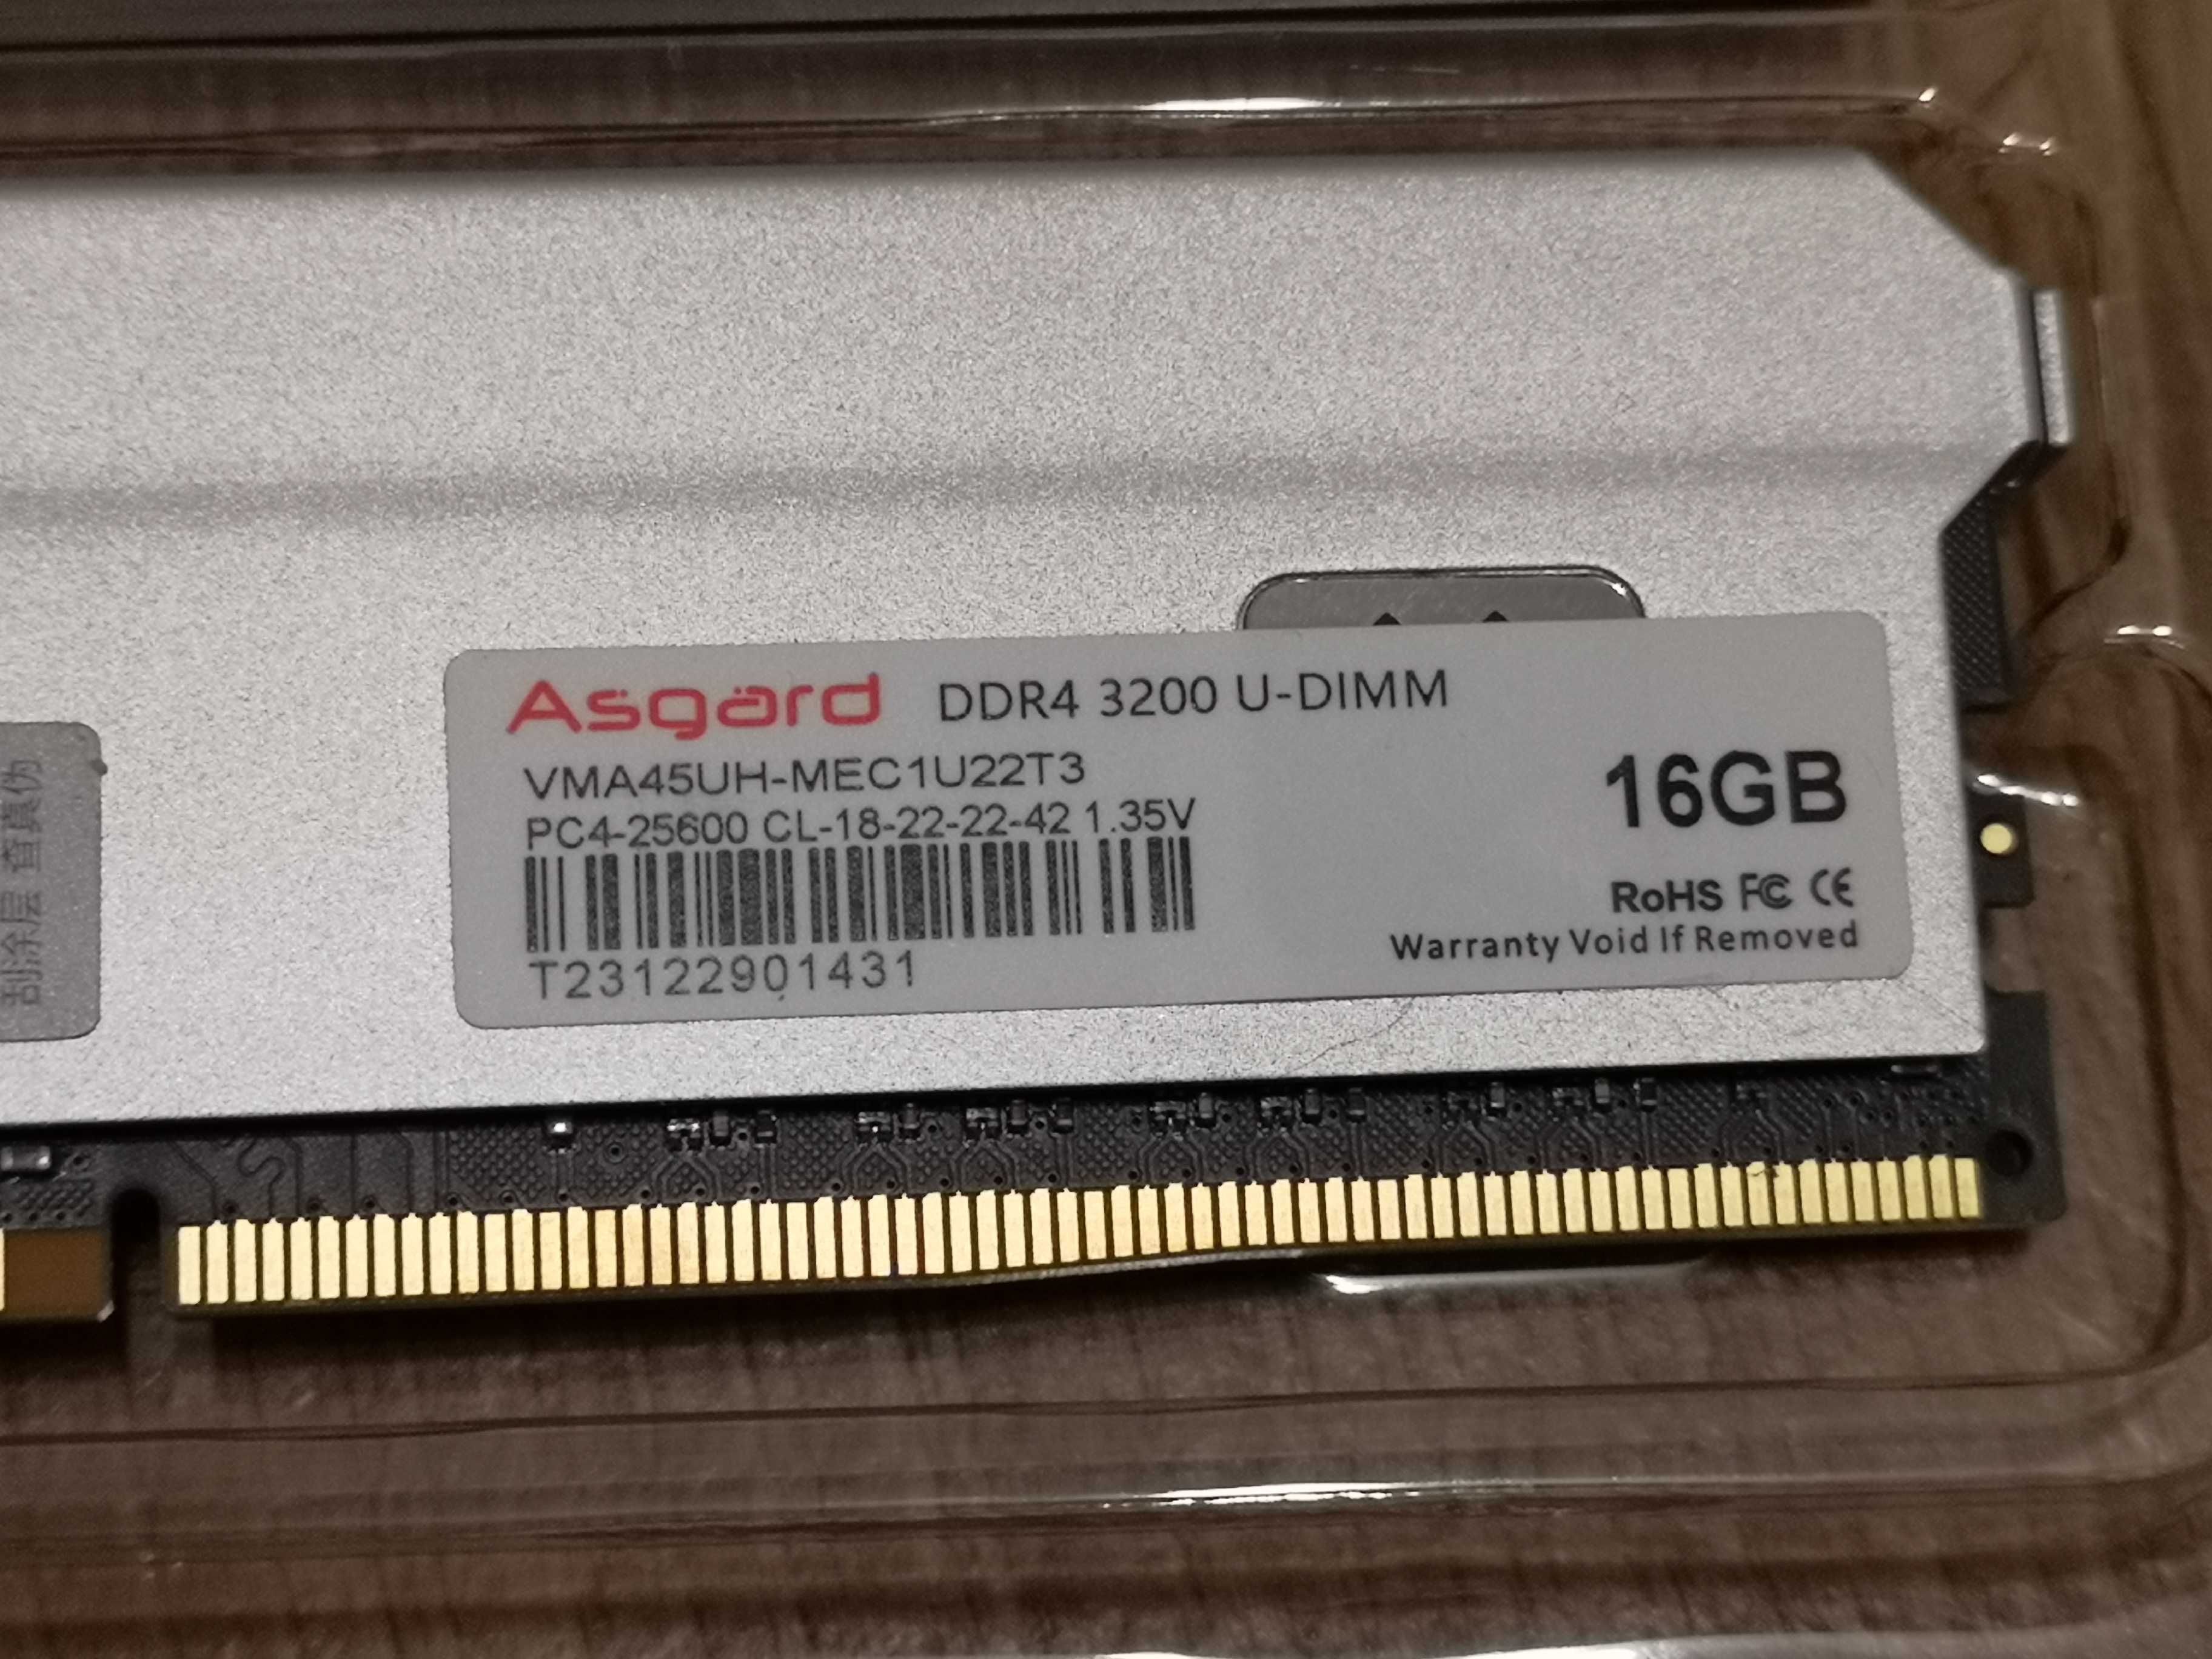 Asgard DDR4 3200 U-DIMM
VMA45UH-MEC1U22T3
PC4-25600 CL-18-22-22-42 1.35V
16GB
T23122901431
RoHS FC CE
Warranty Void If Removed
刮涂层 查真伪